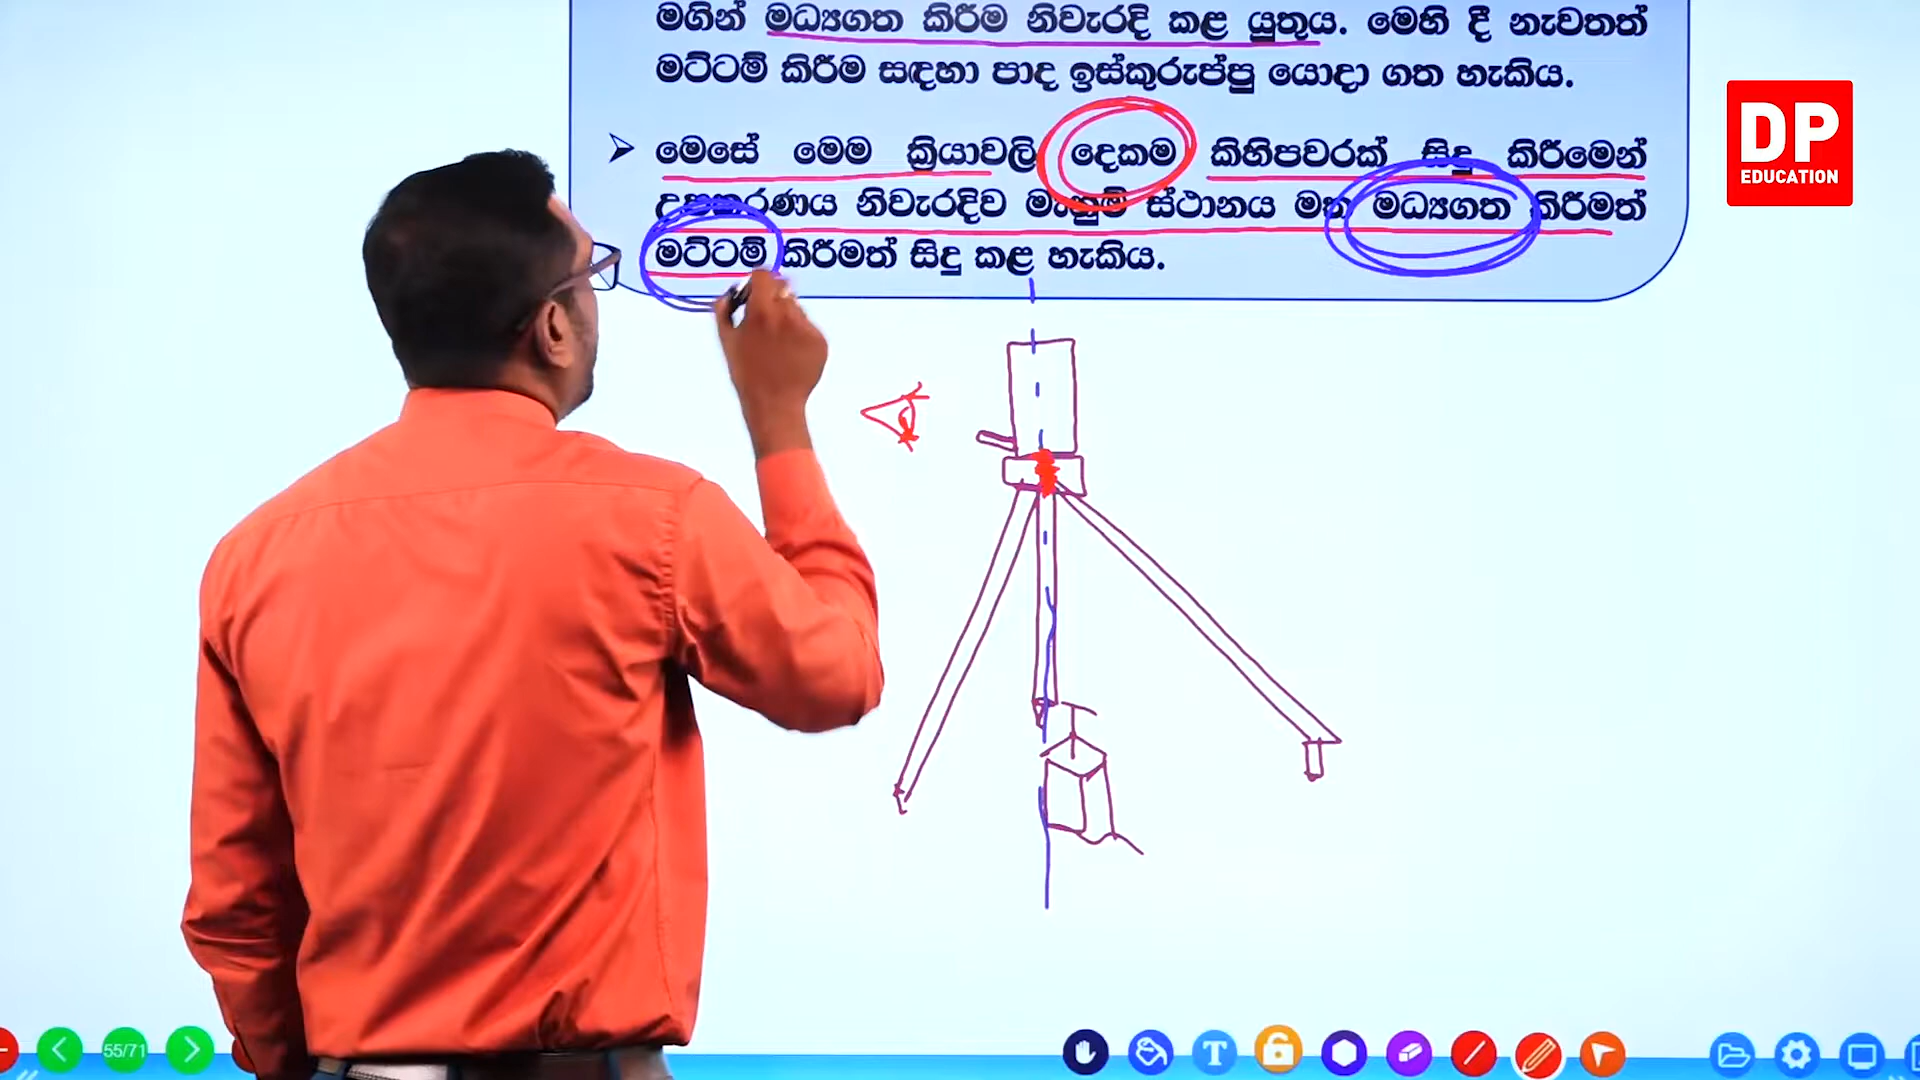 මගින් මධ්‍යගත කිරීම නිවැරදි කළ යුතුය. මෙහි දී නැවතත්
මට්ටම් කිරීම සඳහා පාද ඉස්කුරුප්පු යොදා ගත හැකිය.
මෙසේ මෙම ක්‍රියාවලි දෙකම කිහිපවරක් සිදු කිරීමෙන්
උපකරණය නිවැරදිව මැනුම් ස්ථානය මත මධ්‍යගත කිරීමත්
මට්ටම් කිරීමත් සිදු කළ හැකිය.
DP
EDUCATION
55/71